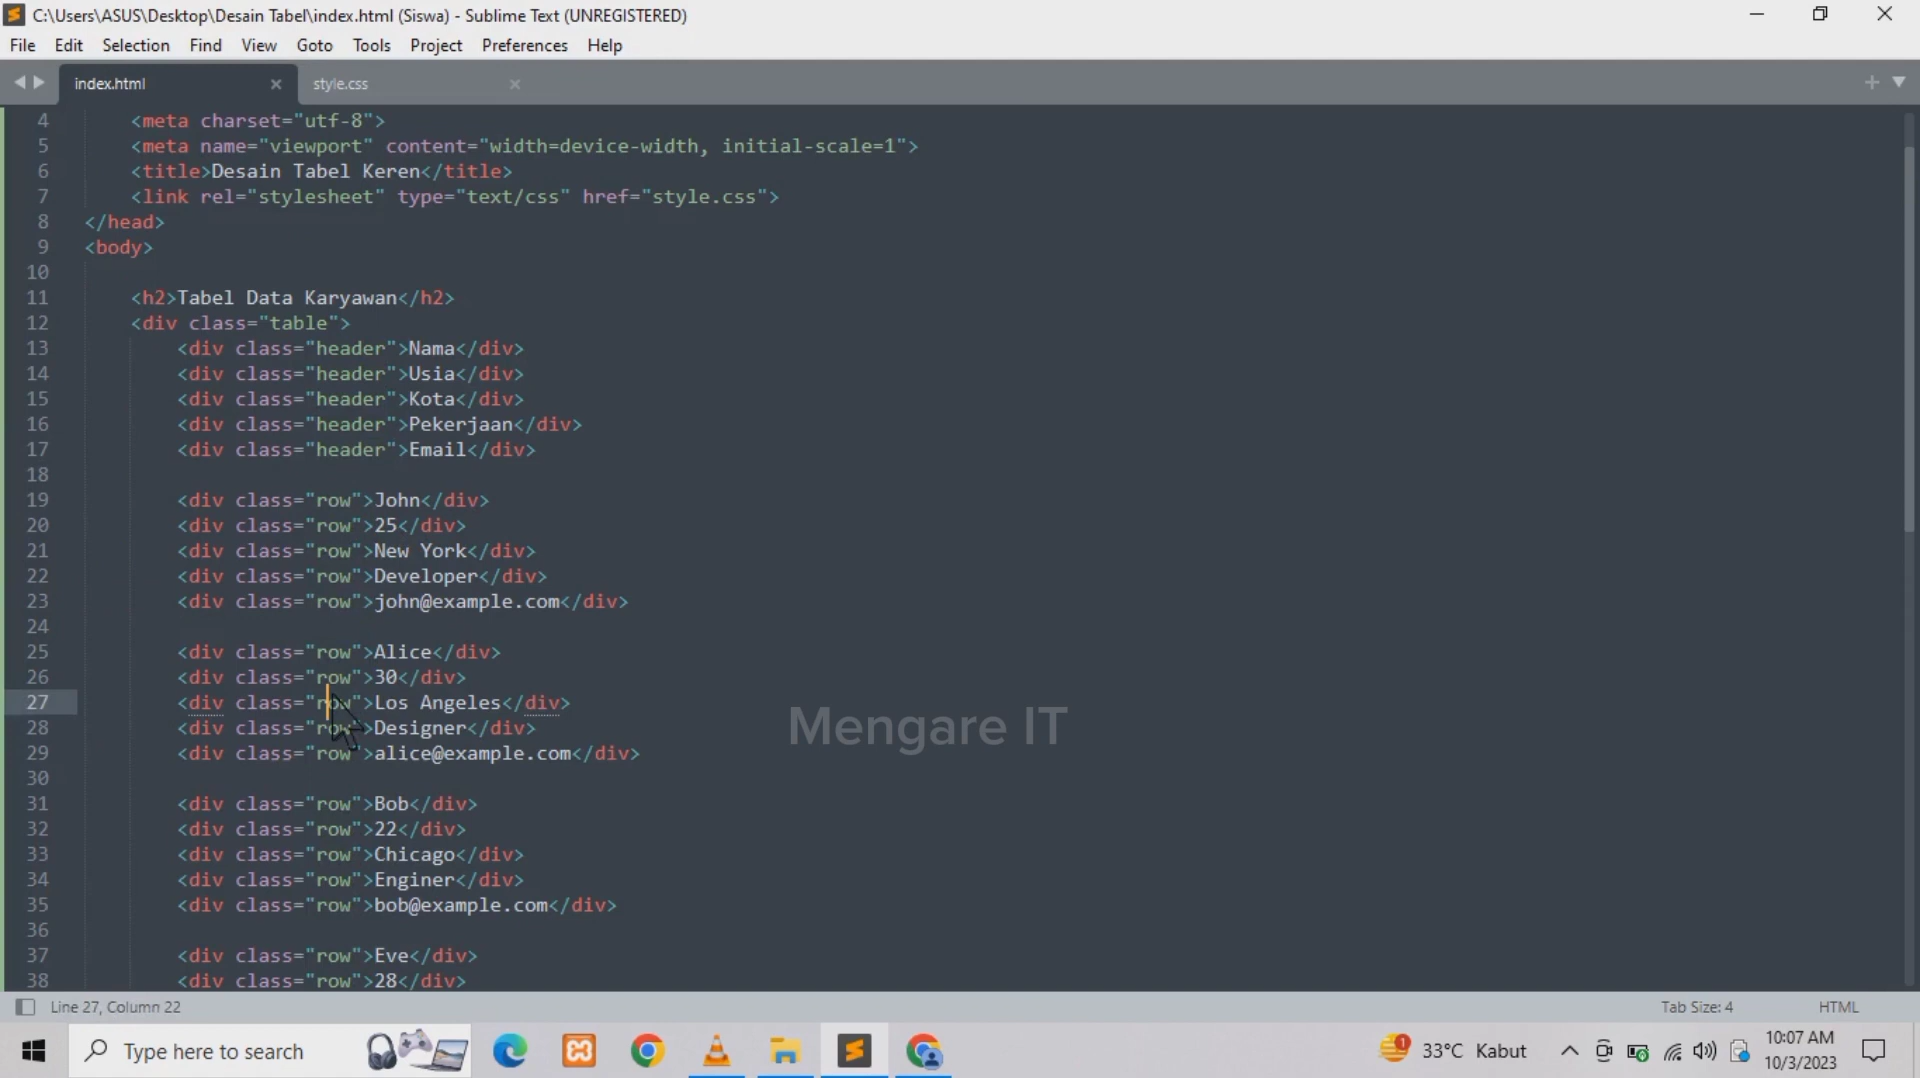 C:\Users\ASUS\Desktop\Desain Tabel\index.html (Siswa) - Sublime Text (UNREGISTERED)
File Edit Selection Find View Goto Tools Project Preferences Help
index.html style.css
4 <meta charset="utf-8">
5 <meta name="viewport" content="width=device-width, initial-scale=1">
6 <title>Desain Tabel Keren</title>
7 <link rel="stylesheet" type="text/css" href="style.css">
8 </head>
9 <body>
10
11 <h2>Tabel Data Karyawan</h2>
12 <div class="table">
13 <div class="header">Nama</div>
14 <div class="header">Usia</div>
15 <div class="header">Kota</div>
16 <div class="header">Pekerjaan</div>
17 <div class="header">Email</div>
18
19 <div class="row">John</div>
20 <div class="row">25</div>
21 <div class="row">New York</div>
22 <div class="row">Developer</div>
23 <div class="row">john@example.com</div>
24
25 <div class="row">Alice</div>
26 <div class="row">30</div>
27 <div class="row">Los Angeles</div>
28 <div class="row">Designer</div>
29 <div class="row">alice@example.com</div>
30
31 <div class="row">Bob</div>
32 <div class="row">22</div>
33 <div class="row">Chicago</div>
34 <div class="row">Enginer</div>
35 <div class="row">bob@example.com</div>
36
37 <div class="row">Eve</div>
38 <div class="row">28</div>
Mengare IT
Line 27, Column 22 Tab Size: 4 HTML
Type here to search
1 33°C Kabut
10:07 AM
10/3/2023